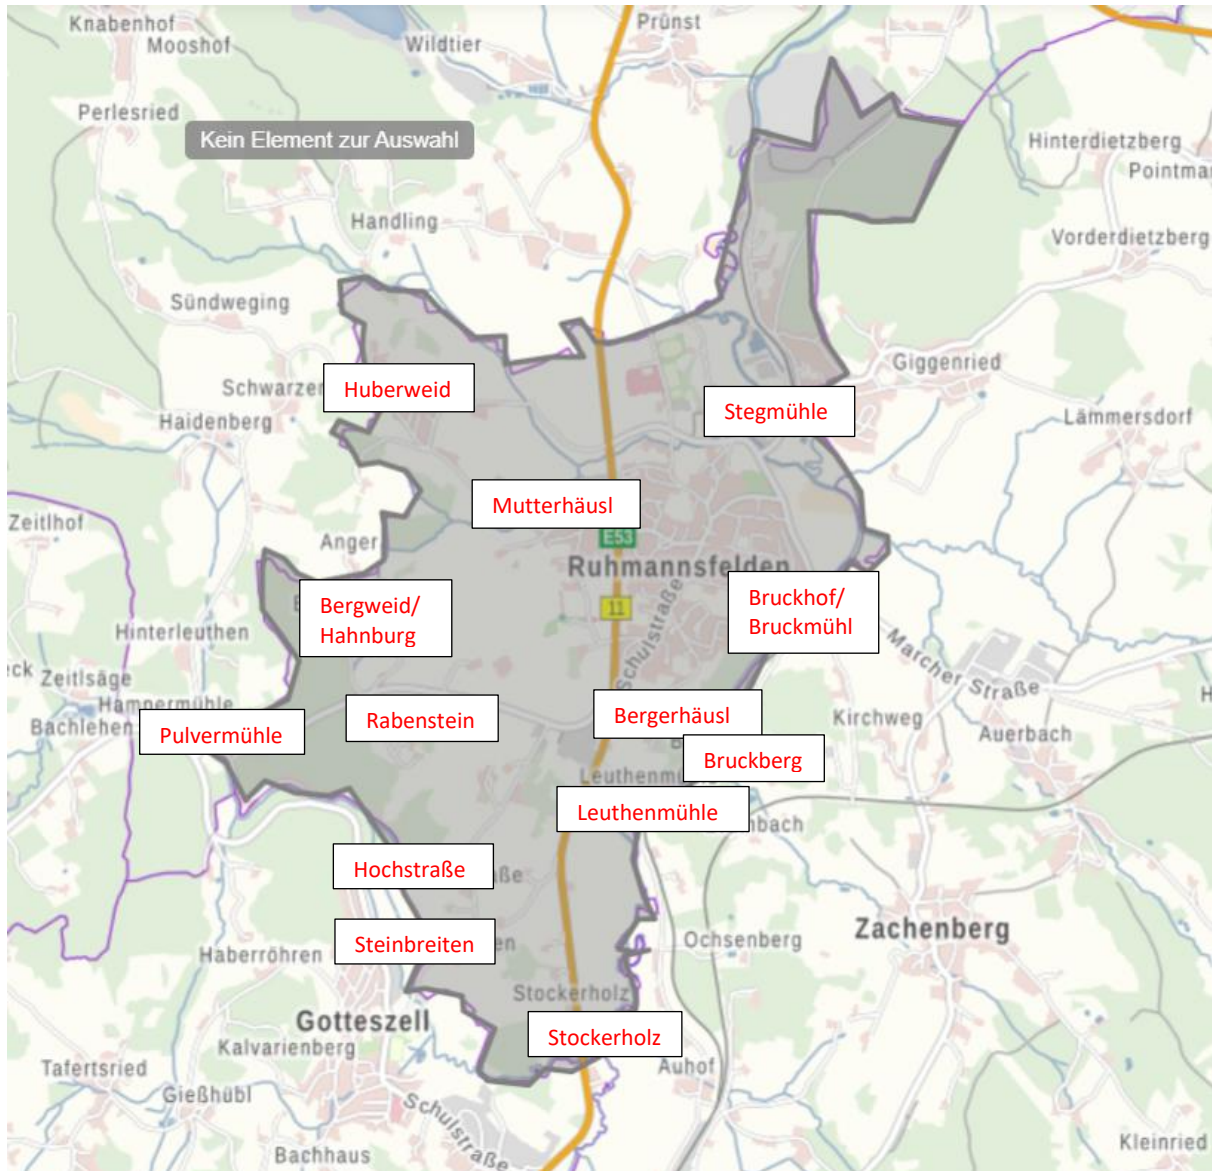 Knabenhof
Mooshof
Wildtier
Prünst
Perlesried
Kein Element zur Auswahl
Hinterdietzberg
Handling
Vorderdietzberg
Sündweging
Giggenried
Huberweid
Stegmühle
Haidenberg
Lämmersdorf
Mutterhäusl
Zeitlhof
Anger
E53
Ruhmannsfelden
Bergweid/
Hahnburg
11
Schulstraße
Bruckhof/
Bruckmühl
Hinterleuthen
Marcher Straße
Zeitlsäge
Hampermühle
Bachlehen
Pulvermühle
Rabenstein
Bergerhäusl
Kirchweg
Auerbach
Bruckberg
Leuthenmühle
Hochstraße
Steinbreiten
Haberröhren
Ochsenberg
Zachenberg
Stockerholz
Gotteszell
Stockerholz
Kalvarienberg
Tafertsried
Auhof
Gießhübl
Schulstraße
Bachhaus
Kleinried